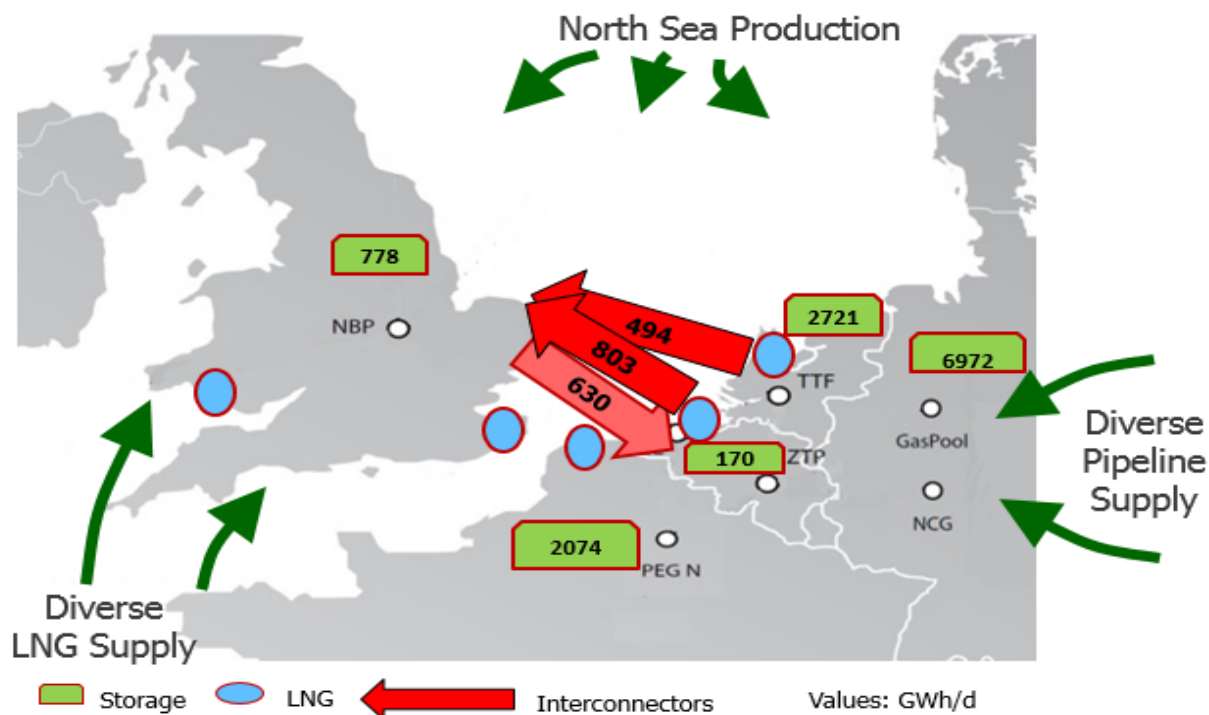 North Sea Production
778
NBP
494
803
630
2721
6972
TTF
GasPool
Diverse
Pipeline
Supply
170
ZTP
NCG
2074
PEG N
Diverse
LNG Supply
Storage
LNG
Interconnectors
Values: GWh/d